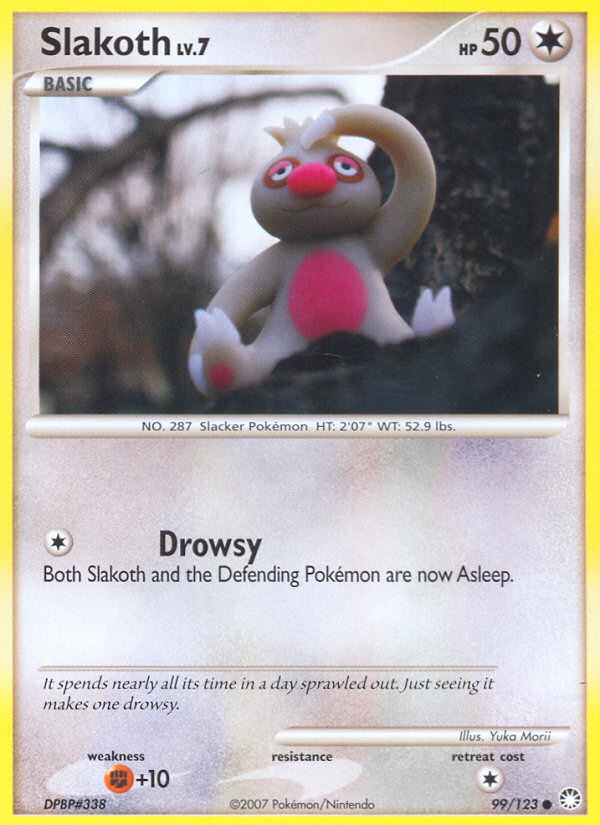 Slakoth LV.7
HP 50
BASIC
NO. 287 Slacker Pokémon HT: 2'07" WT: 52.9 lbs.
Drowsy
Both Slakoth and the Defending Pokémon are now Asleep.
It spends nearly all its time in a day sprawled out. Just seeing it
makes one drowsy.
Illus. Yuka Morii
weakness resistance retreat cost
+10
DPBP#338 ©2007 Pokémon/Nintendo 99/123